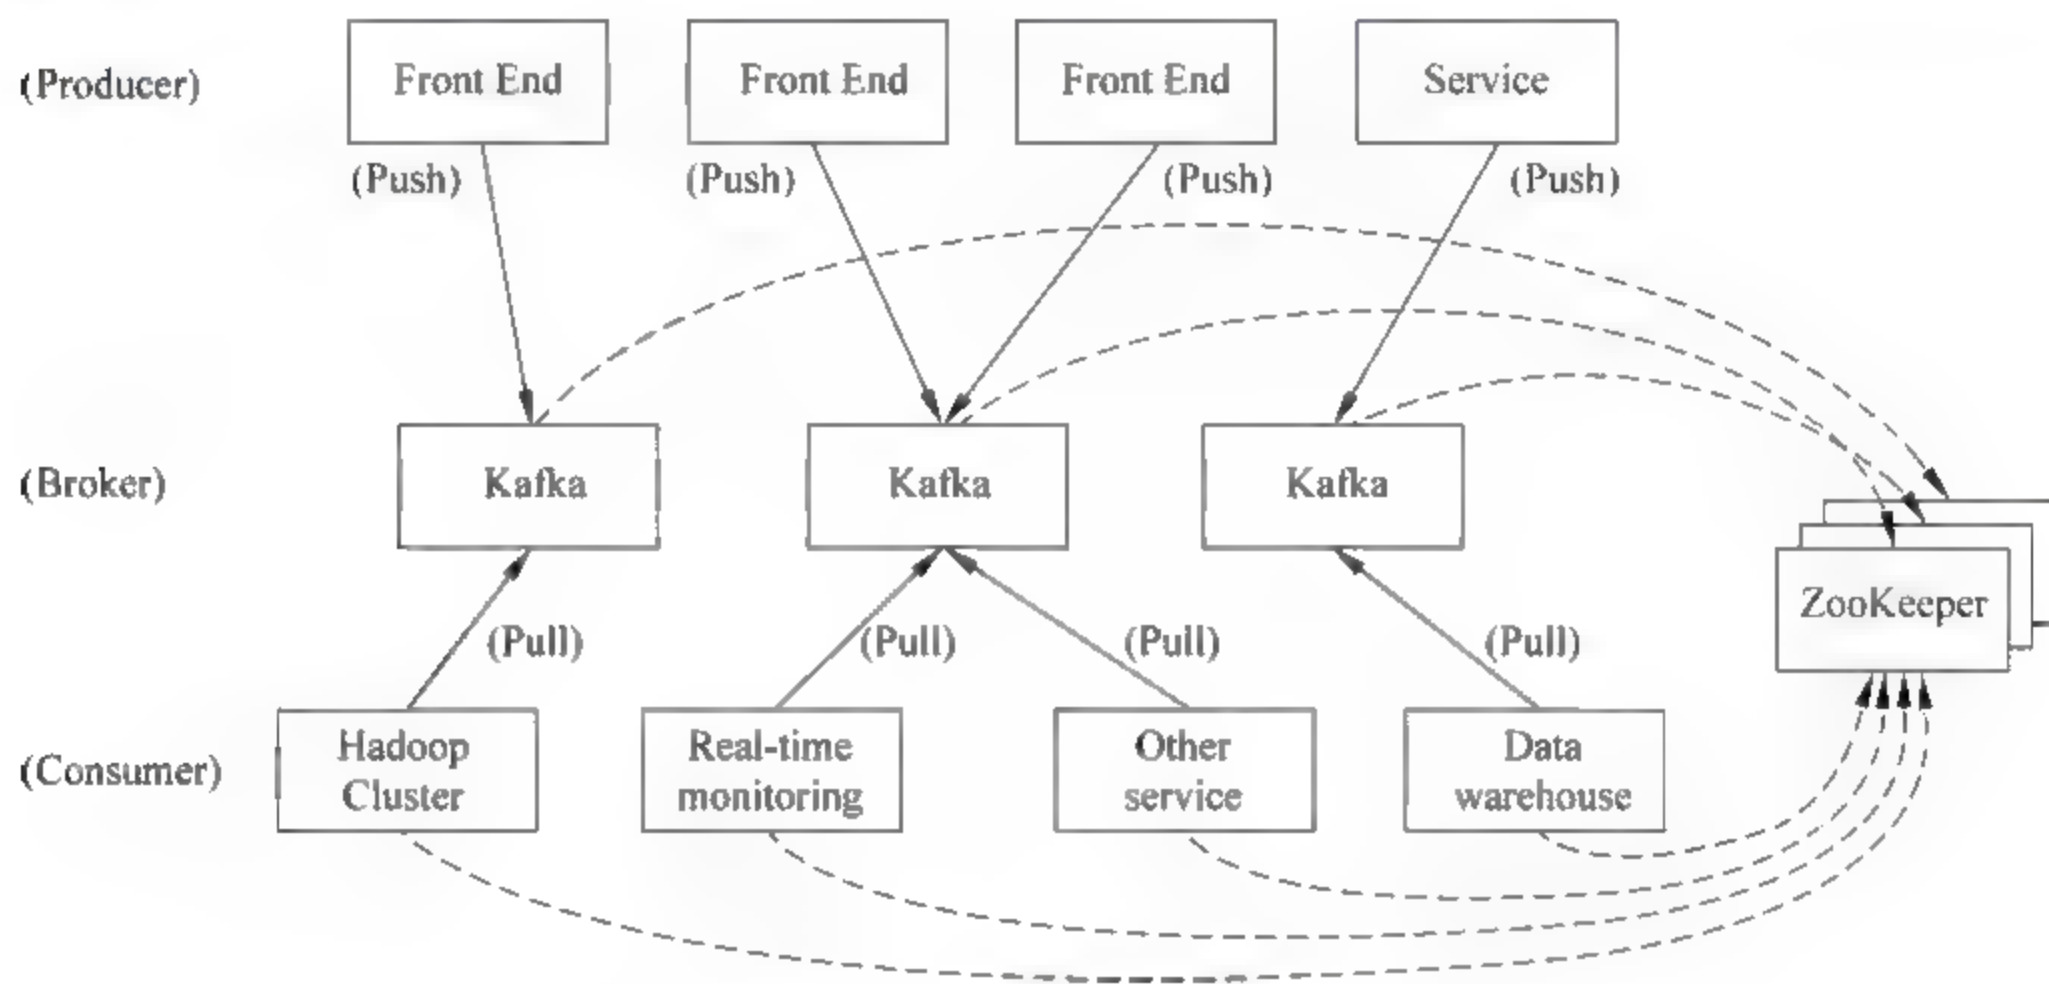 (Producer)
Front End
Front End
Front End
Service
(Push)
(Push)
(Push)
(Push)
(Broker)
Kafka
Kafka
Kafka
ZooKeeper
(Pull)
(Pull)
(Pull)
(Pull)
(Consumer)
Hadoop
Cluster
Real-time
monitoring
Other
service
Data
warehouse